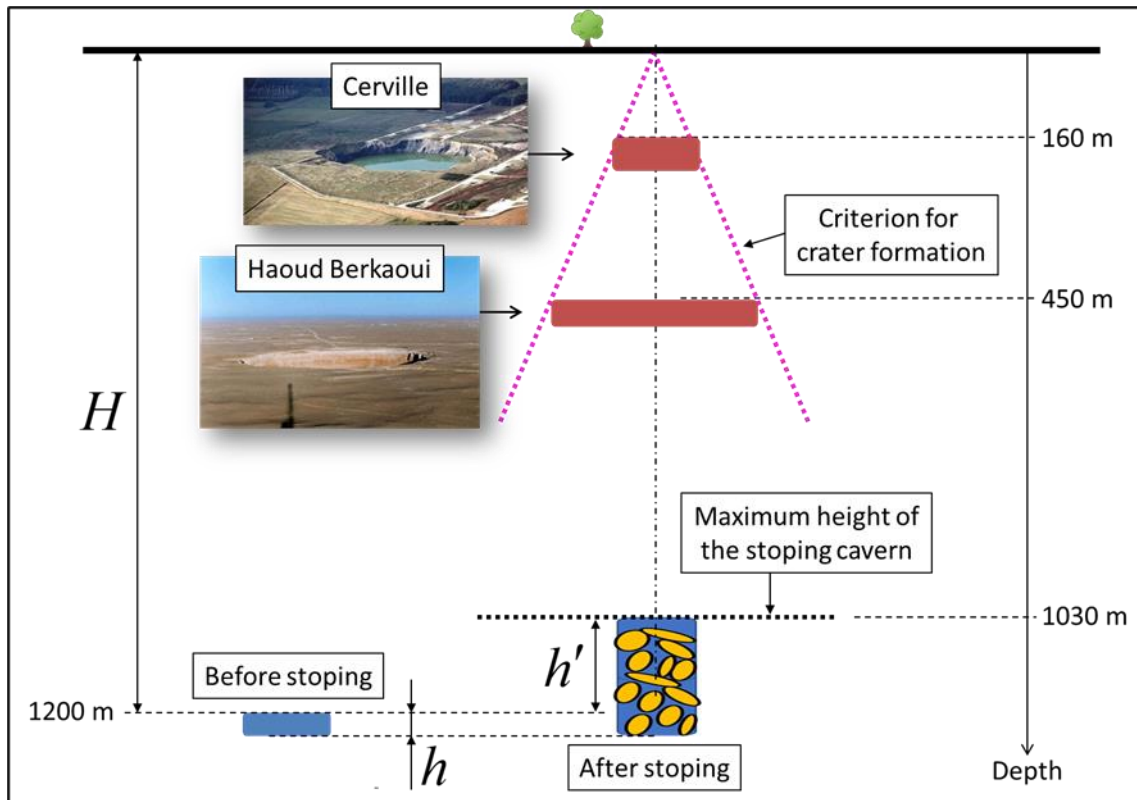 Cerville
160 m
Criterion for
crater formation
Haoud Berkaoui
450 m
H
Maximum height of
the stoping cavern
1030 m
h′
Before stoping
1200 m
h
After stoping
Depth